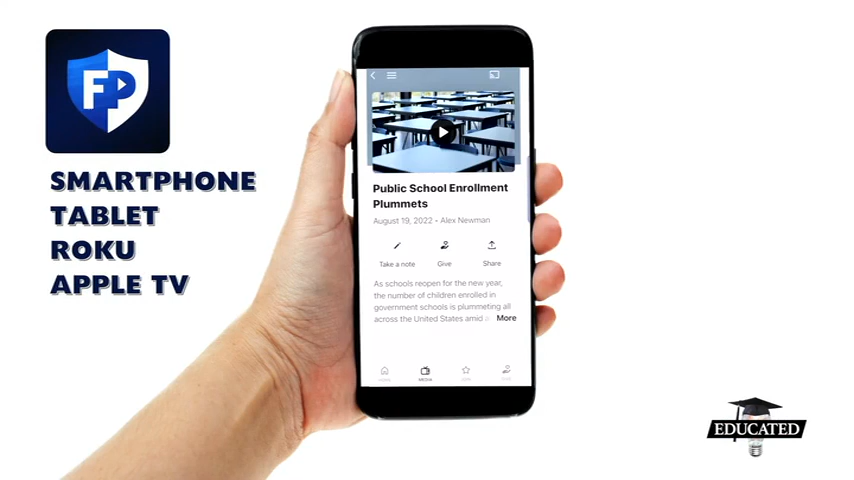 FP
SMARTPHONE
TABLET
ROKU
APPLE TV
Public School Enrollment
Plummets
August 19, 2022 • Alex Newman
Take a note
Give
Share
As schools reopen for the new year,
the number of children enrolled in
government schools is plummeting all
across the United States amid a
More
HOME
MEDIA
GIVE
EDUCATED